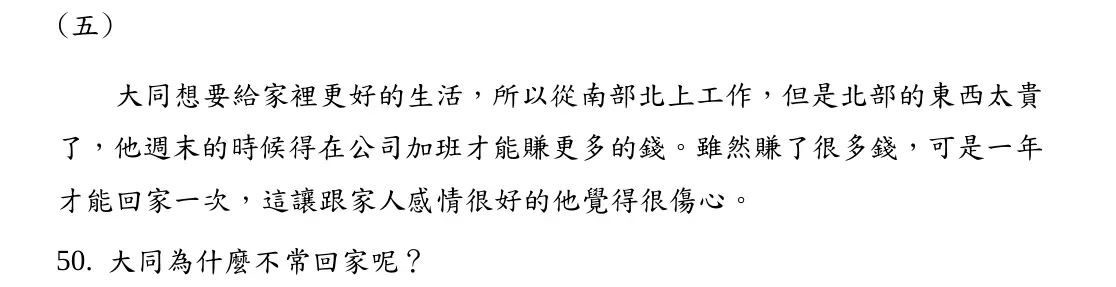 （五）
大同想要給家裡更好的生活，所以從南部北上工作，但是北部的東西太貴
了，他週末的時候得在公司加班才能賺更多的錢。雖然賺了很多錢，可是一年
才能回家一次，這讓跟家人感情很好的他覺得很傷心。
50. 大同為什麼不常回家呢？